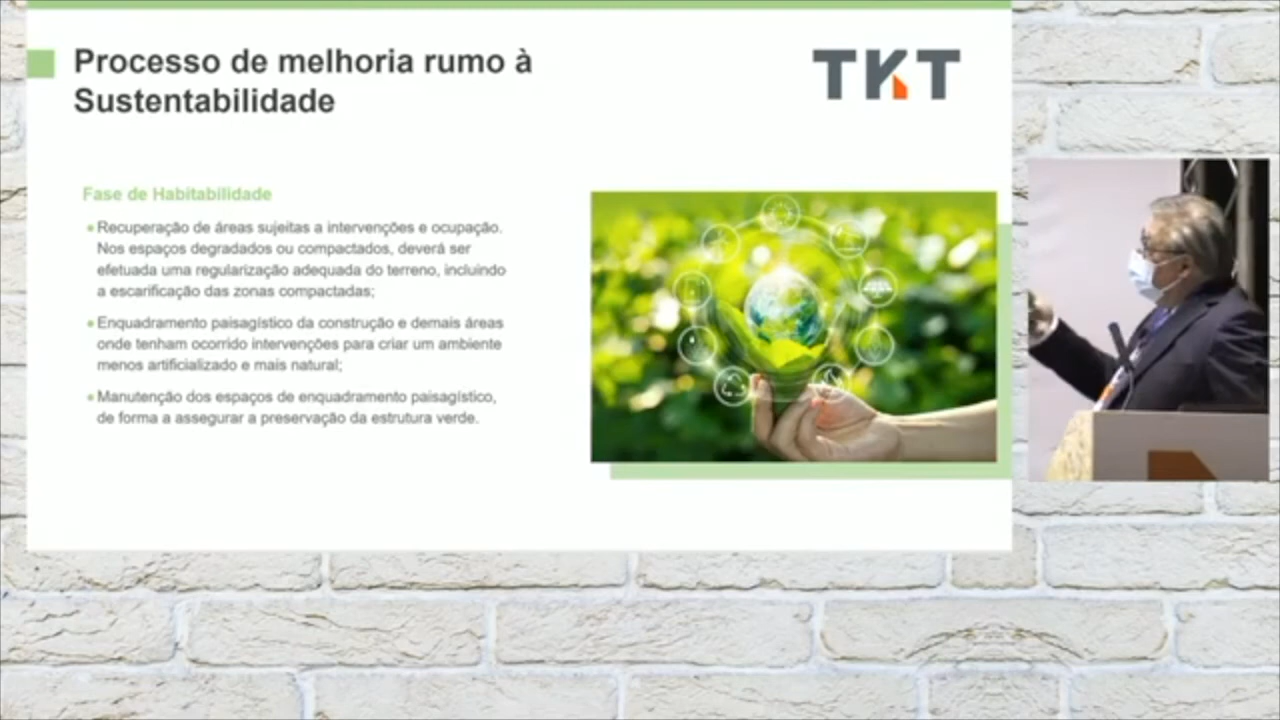 Processo de melhoria rumo à
Sustentabilidade
TKT
Fase de Habitabilidade
• Recuperação de áreas sujeitas a intervenções e ocupação.
Nos espaços degradados ou compactados, deverá ser
efetuada uma regularização adequada do terreno, incluindo
a escarificação das zonas compactadas;
• Enquadramento paisagístico da construção e demais áreas
onde tenham ocorrido intervenções para criar um ambiente
menos artificializado e mais natural;
• Manutenção dos espaços de enquadramento paisagístico,
de forma a assegurar a preservação da estrutura verde.